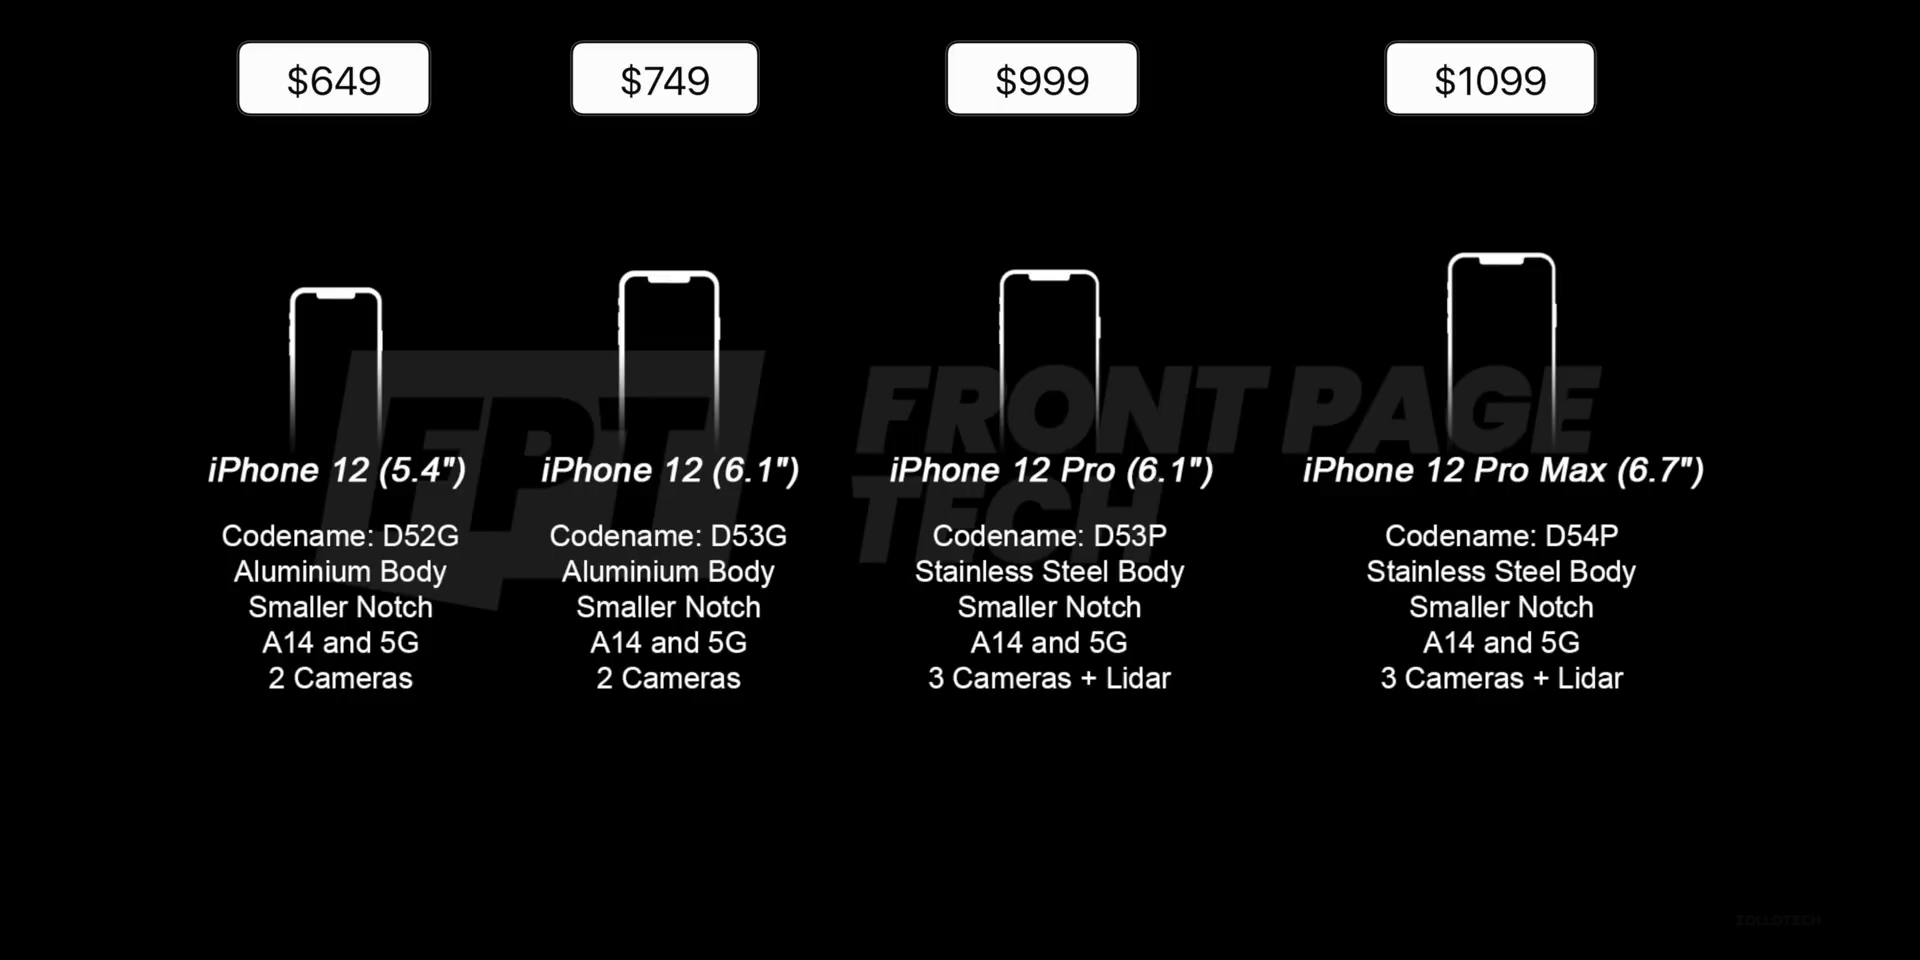 $649
$749
$999
$1099
FPT
FRONT PAGE
TECH
iPhone 12 (5.4")
Codename: D52G
Aluminium Body
Smaller Notch
A14 and 5G
2 Cameras
iPhone 12 (6.1")
Codename: D53G
Aluminium Body
Smaller Notch
A14 and 5G
2 Cameras
iPhone 12 Pro (6.1")
Codename: D53P
Stainless Steel Body
Smaller Notch
A14 and 5G
3 Cameras + Lidar
iPhone 12 Pro Max (6.7")
Codename: D54P
Stainless Steel Body
Smaller Notch
A14 and 5G
3 Cameras + Lidar
ZOLLOTECH